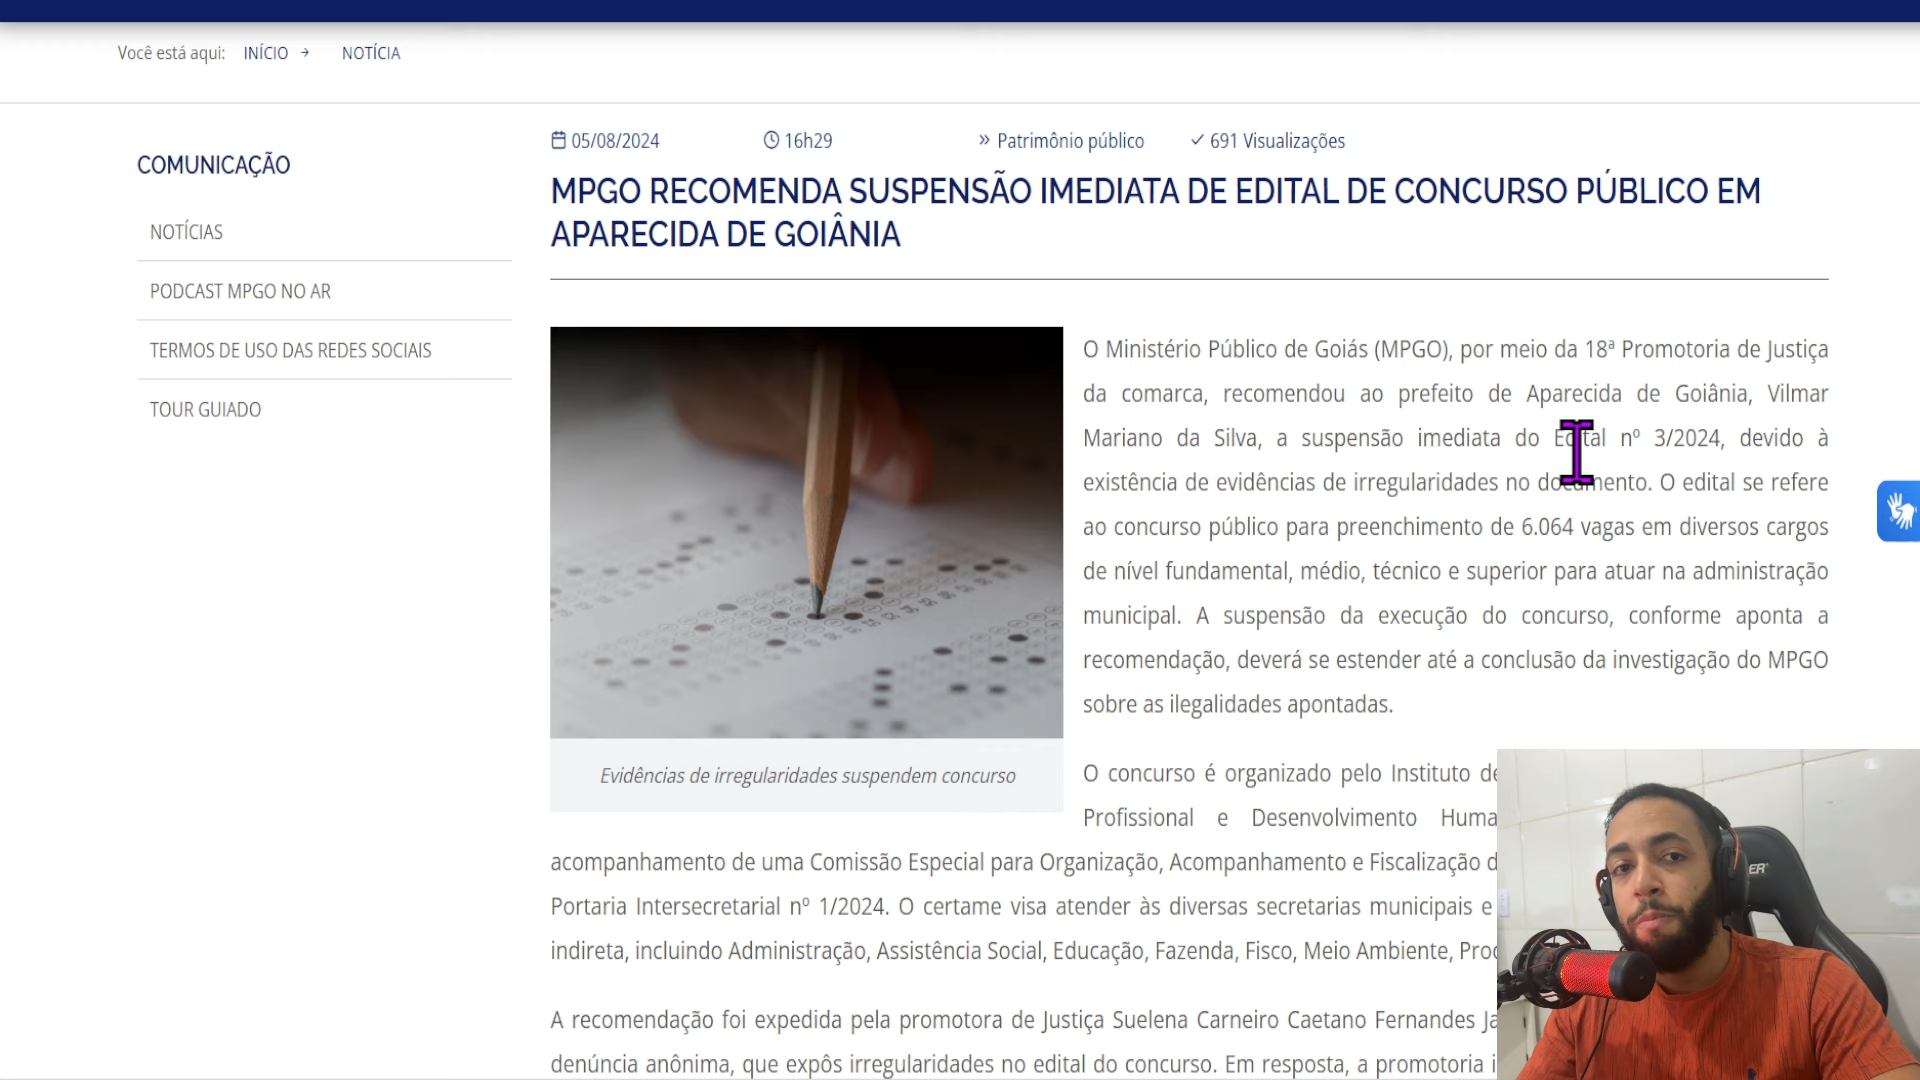 Você está aqui: INÍCIO → NOTÍCIA
COMUNICAÇÃO
NOTÍCIAS
PODCAST MPGO NO AR
TERMOS DE USO DAS REDES SOCIAIS
TOUR GUIADO
05/08/2024 16h29 » Patrimônio público ✓ 691 Visualizações
MPGO RECOMENDA SUSPENSÃO IMEDIATA DE EDITAL DE CONCURSO PÚBLICO EM
APARECIDA DE GOIÂNIA
O Ministério Público de Goiás (MPGO), por meio da 18ª Promotoria de Justiça
da comarca, recomendou ao prefeito de Aparecida de Goiânia, Vilmar
Mariano da Silva, a suspensão imediata do Edital nº 3/2024, devido à
existência de evidências de irregularidades no documento. O edital se refere
ao concurso público para preenchimento de 6.064 vagas em diversos cargos
de nível fundamental, médio, técnico e superior para atuar na administração
municipal. A suspensão da execução do concurso, conforme aponta a
recomendação, deverá se estender até a conclusão da investigação do MPGO
sobre as ilegalidades apontadas.
Evidências de irregularidades suspendem concurso
O concurso é organizado pelo Instituto de
Profissional e Desenvolvimento Huma
acompanhamento de uma Comissão Especial para Organização, Acompanhamento e Fiscalização d
Portaria Intersecretarial nº 1/2024. O certame visa atender às diversas secretarias municipais e
indireta, incluindo Administração, Assistência Social, Educação, Fazenda, Fisco, Meio Ambiente, Proc
A recomendação foi expedida pela promotora de Justiça Suelena Carneiro Caetano Fernandes Ja
denúncia anônima, que expôs irregularidades no edital do concurso. Em resposta, a promotoria i
ER